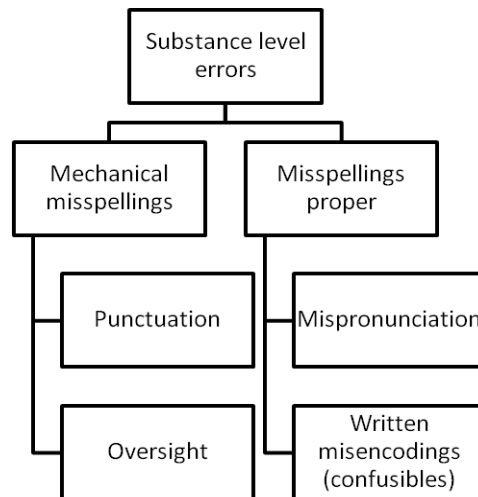 Substance level
errors
Mechanical
misspellings
Misspellings
proper
Punctuation
Mispronunciation
Oversight
Written
misencodings
(confusibles)